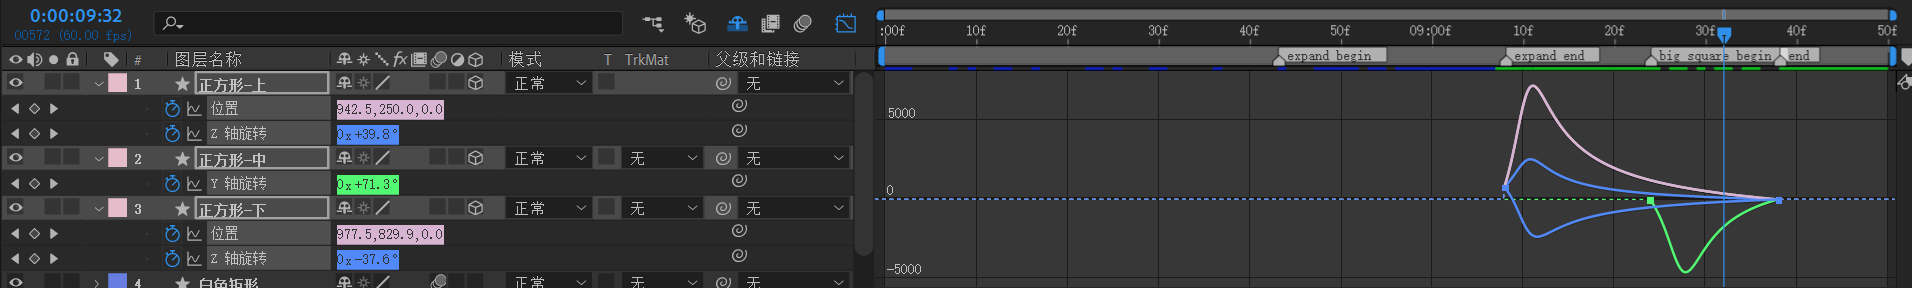 0:00:09:32
00572 (60.00 fps)
:00f 10f 20f 30f 40f 50f 09:00f 10f 20f 30f 40f 50f
# 图层名称 fx 模式 T TrkMat 父级和链接
expand begin expand end big square begin end
1 正方形-上 正常 无
位置 942.5,250.0,0.0
Z 轴旋转 0x+39.8°
2 正方形-中 正常 无 无
Y 轴旋转 0x+71.3°
3 正方形-下 正常 无 无
位置 977.5,829.9,0.0
Z 轴旋转 0x-37.6°
4 白色矩形 正常 无 无
5000
0
-5000